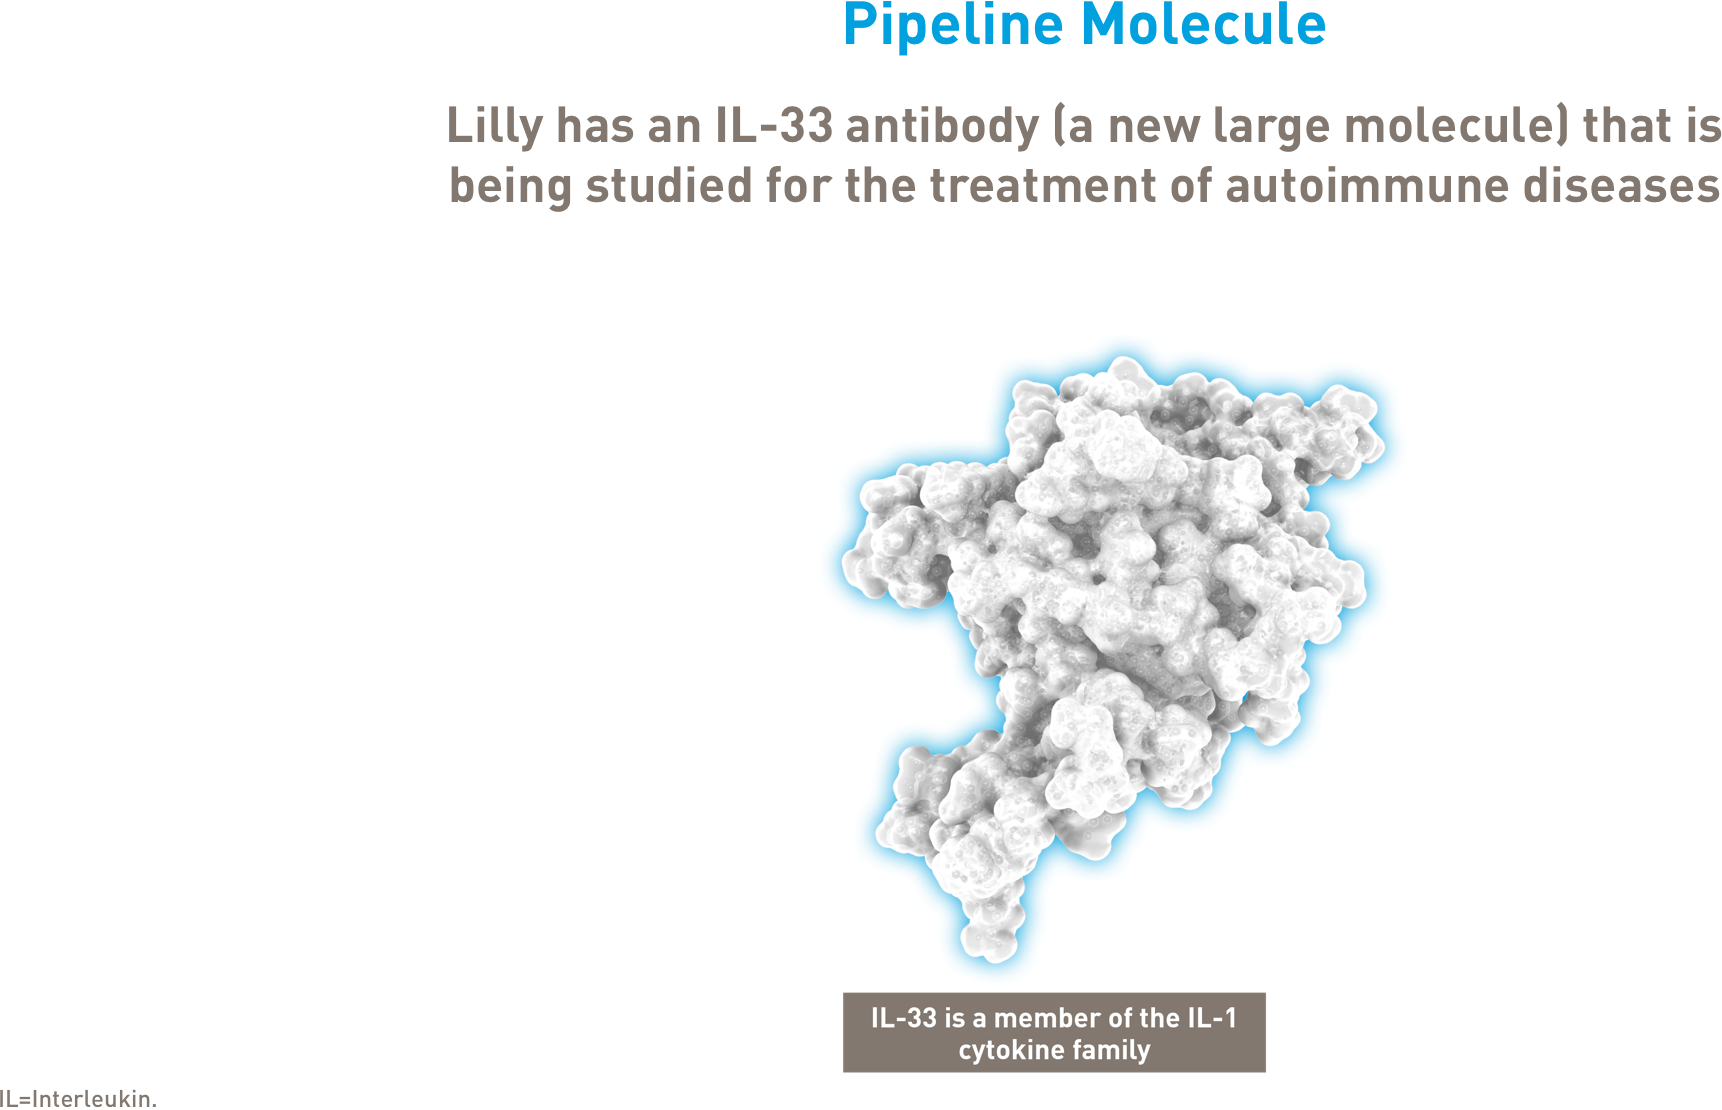 Pipeline Molecule
Lilly has an IL-33 antibody (a new large molecule) that is
being studied for the treatment of autoimmune diseases
IL-33 is a member of the IL-1
cytokine family
IL=Interleukin.